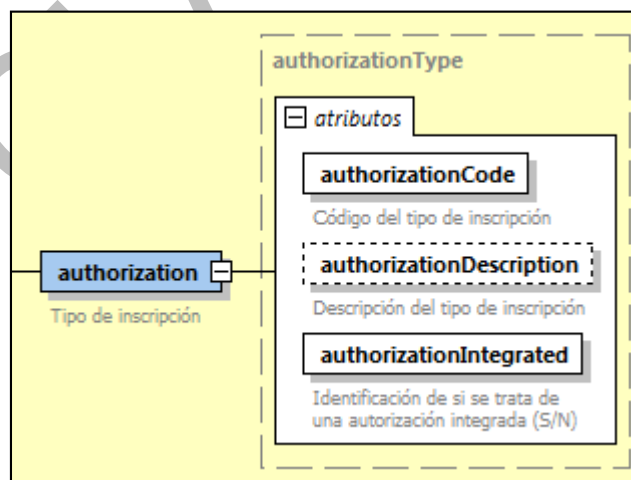 authorizationType
atributos
authorizationCode
Código del tipo de inscripción
authorization
Tipo de inscripción
authorizationDescription
Descripción del tipo de inscripción
authorizationIntegrated
Identificación de si se trata de
una autorización integrada (S/N)